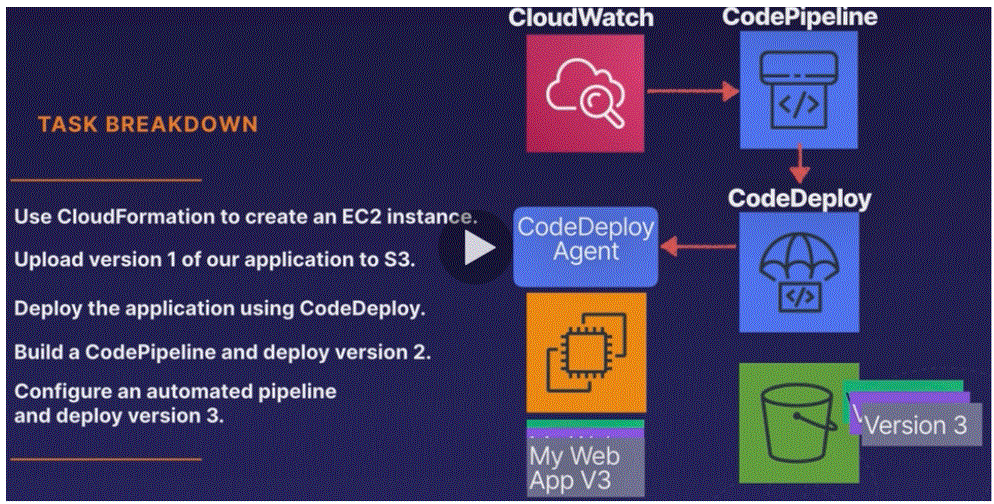 CloudWatch
CodePipeline
TASK BREAKDOWN
CodeDeploy
Use CloudFormation to create an EC2 instance.
CodeDeploy
Agent
Upload version 1 of our application to S3.
Deploy the application using CodeDeploy.
Build a CodePipeline and deploy version 2.
Configure an automated pipeline
and deploy version 3.
</>
</>
Version 3
My Web
App V3